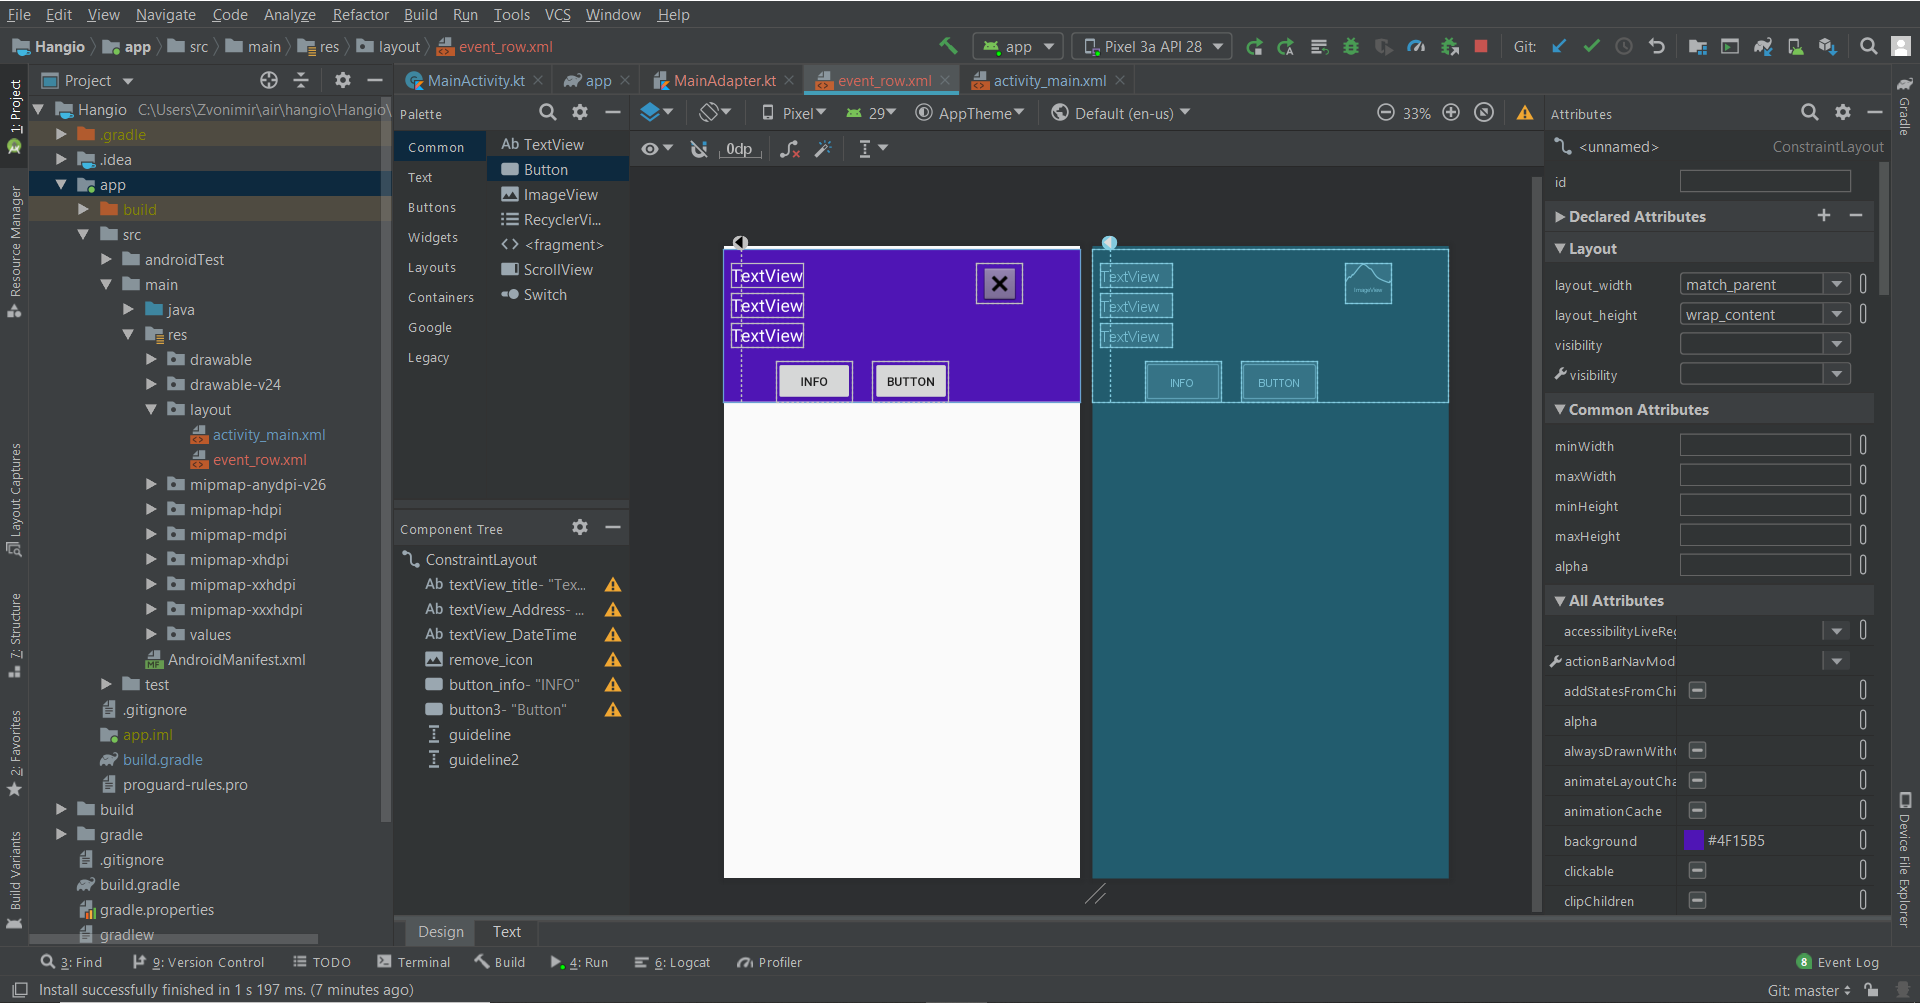 File Edit View Navigate Code Analyze Refactor Build Run Tools VCS Window Help
Hangio app src main res layout event_row.xml app Pixel 3a API 28 Git:
Project
MainActivity.kt app MainAdapter.kt event_row.xml activity_main.xml
1: Project
Resource Manager
Layout Captures
7: Structure
2: Favorites
Build Variants
Hangio C:\Users\Zvonimir\air\hangio\Hangio\
.gradle
.idea
app
build
src
androidTest
main
java
res
drawable
drawable-v24
layout
activity_main.xml
event_row.xml
mipmap-anydpi-v26
mipmap-hdpi
mipmap-mdpi
mipmap-xhdpi
mipmap-xxhdpi
mipmap-xxxhdpi
values
MF AndroidManifest.xml
test
.gitignore
app.iml
build.gradle
proguard-rules.pro
build
gradle
.gitignore
build.gradle
gradle.properties
gradlew
Palette
Common
Text
Buttons
Widgets
Layouts
Containers
Google
Legacy
Ab TextView
Button
ImageView
RecyclerVi...
<fragment>
ScrollView
Switch
Component Tree
ConstraintLayout
Ab textView_title- "Tex...
Ab textView_Address- ...
Ab textView_DateTime
remove_icon
button_info- "INFO"
button3- "Button"
guideline
guideline2
Pixel 29 AppTheme Default (en-us) 33%
0dp
TextView
TextView
TextView
INFO BUTTON
TextView
ImageView
TextView
TextView
INFO BUTTON
Design Text
Attributes
<unnamed> ConstraintLayout
id
Declared Attributes
Layout
layout_width match_parent
layout_height wrap_content
visibility
visibility
Common Attributes
minWidth
maxWidth
minHeight
maxHeight
alpha
All Attributes
accessibilityLiveReg
actionBarNavMod
addStatesFromChi
alpha
alwaysDrawnWithC
animateLayoutCha
animationCache
background #4F15B5
clickable
clipChildren
Gradle
Device File Explorer
3: Find 9: Version Control TODO Terminal Build 4: Run 6: Logcat Profiler 8 Event Log
Install successfully finished in 1 s 197 ms. (7 minutes ago) Git: master